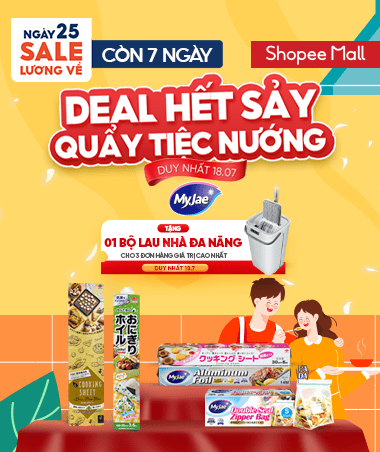 NGÀY 25
SALE
LƯƠNG VỀ
CÒN 7 NGÀY
Shopee Mall
DEAL HẾT SẢY
QUẨY TIỆC NƯỚNG
DUY NHẤT 18.07
MyJae
TẶNG
01 BỘ LAU NHÀ ĐA NĂNG
CHO 3 ĐƠN HÀNG GIÁ TRỊ CAO NHẤT
DUY NHẤT 18.7
COOKING
SHEET
おにぎり
ホイル
クッキングシート
MyJae
Aluminum
Foil
MyJae
Double Seal
Zipper Bag